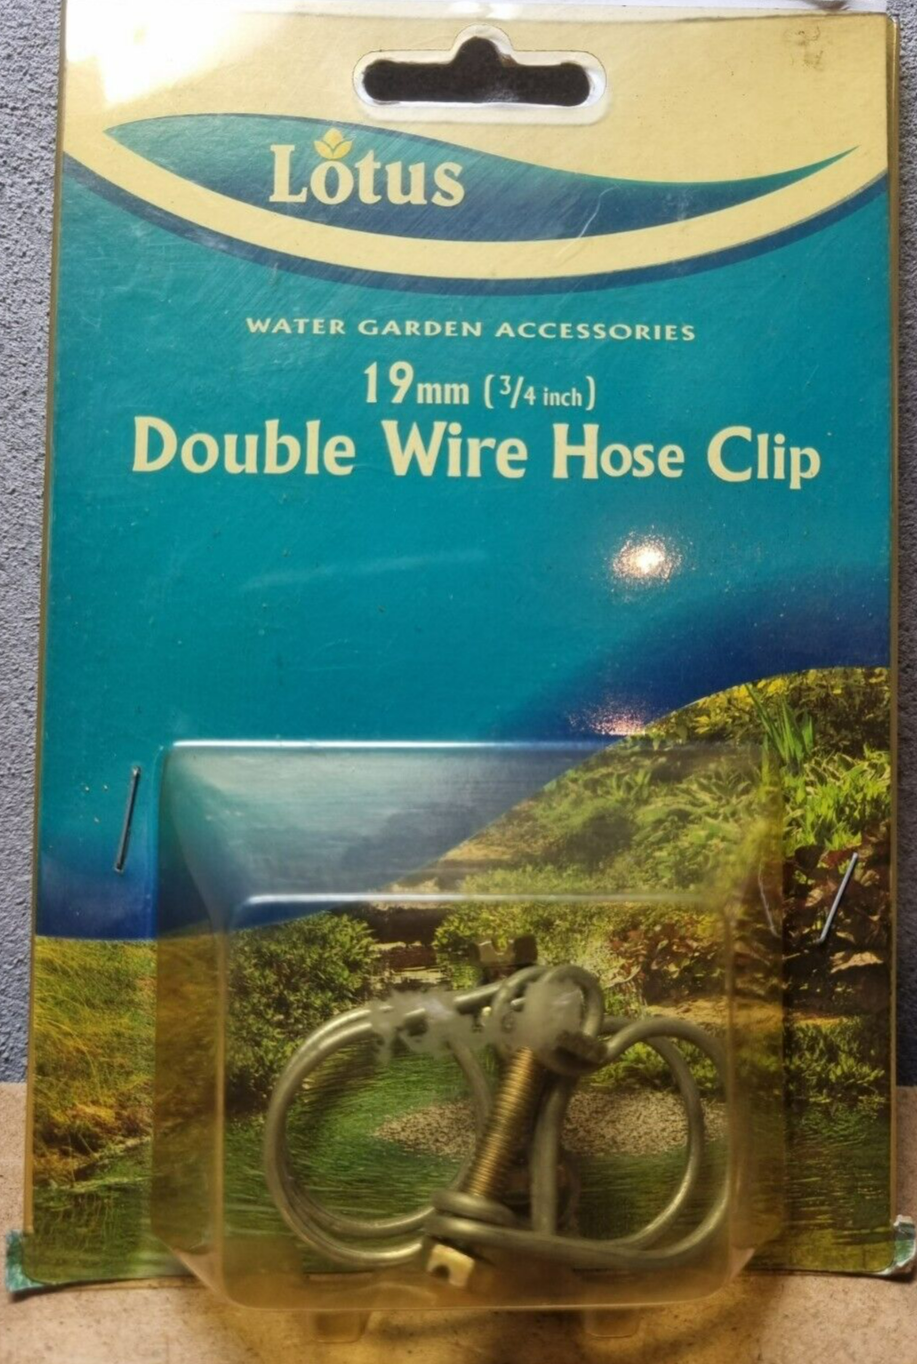 Lotus
WATER GARDEN ACCESSORIES
19mm (3/4 inch)
Double Wire Hose Clip